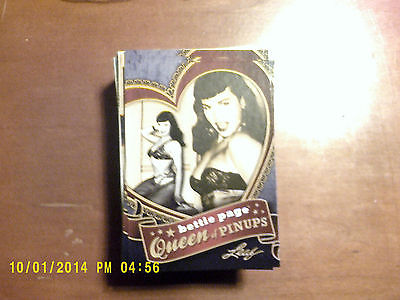 bettie page
Queen of PINUPS
Leaf
10/01/2014 PM 04:56